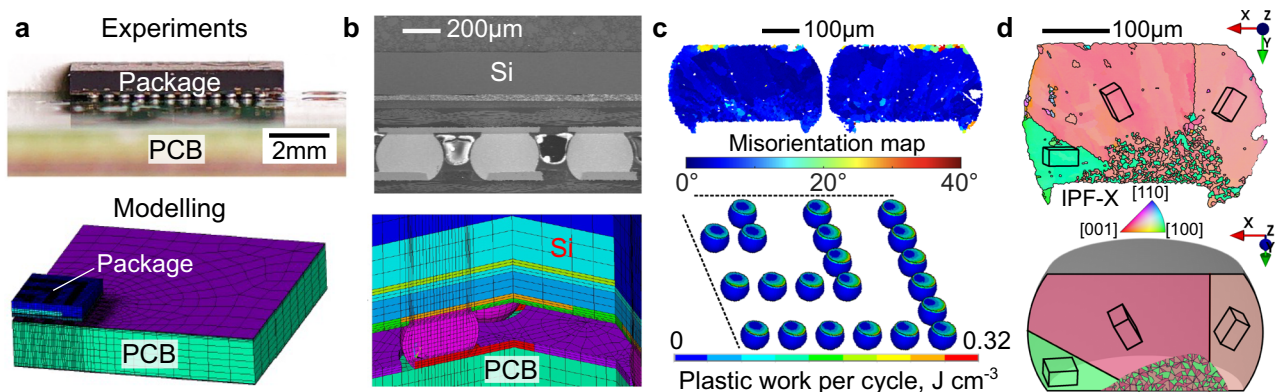 a
Experiments
Package
PCB
2mm
Modelling
Package
PCB
b
200μm
Si
Si
PCB
c
100μm
Misorientation map
0° 20° 40°
0 0.32
Plastic work per cycle, J cm-3
d
100μm
X Z
Y
IPF-X
[110]
[001] [100]
X Z
Y